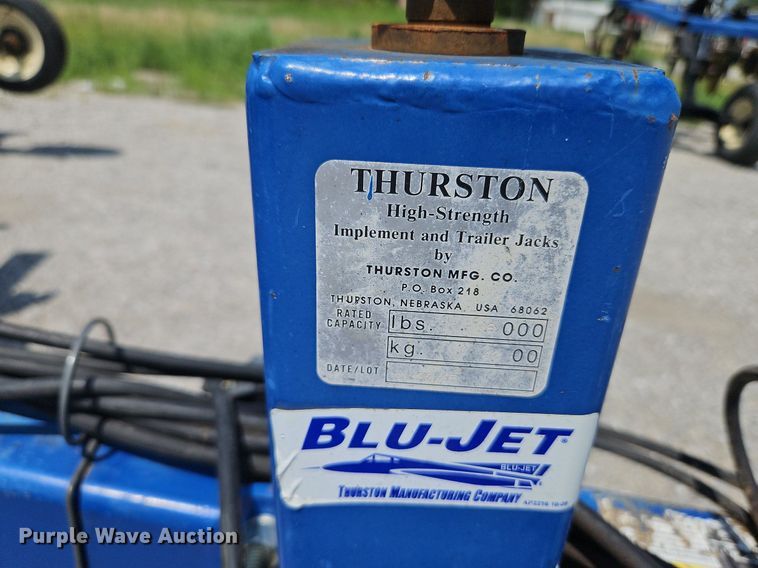 THURSTON
High-Strength
Implement and Trailer Jacks
by
THURSTON MFG. CO.
P.O. Box 218
THURSTON, NEBRASKA, USA 68062
RATED CAPACITY lbs. 000
kg. 00
DATE/LOT
BLU-JET®
BLU-JET
THURSTON MANUFACTURING COMPANY
Purple Wave Auction